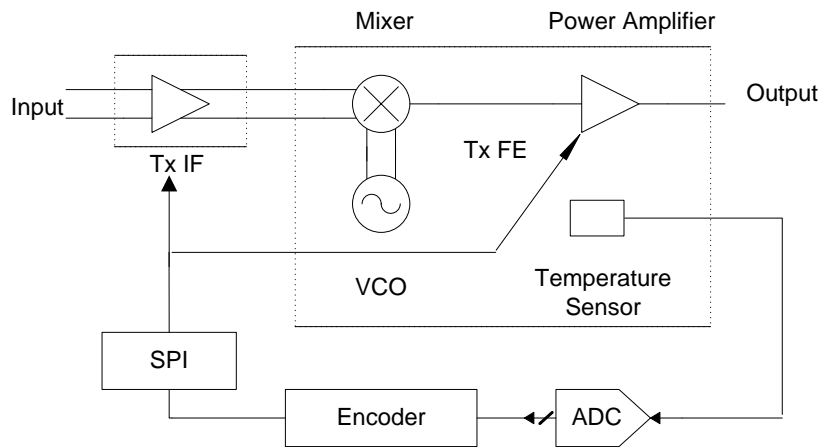 Mixer
Power Amplifier
Input
Output
Tx IF
Tx FE
VCO
Temperature
Sensor
SPI
Encoder
ADC